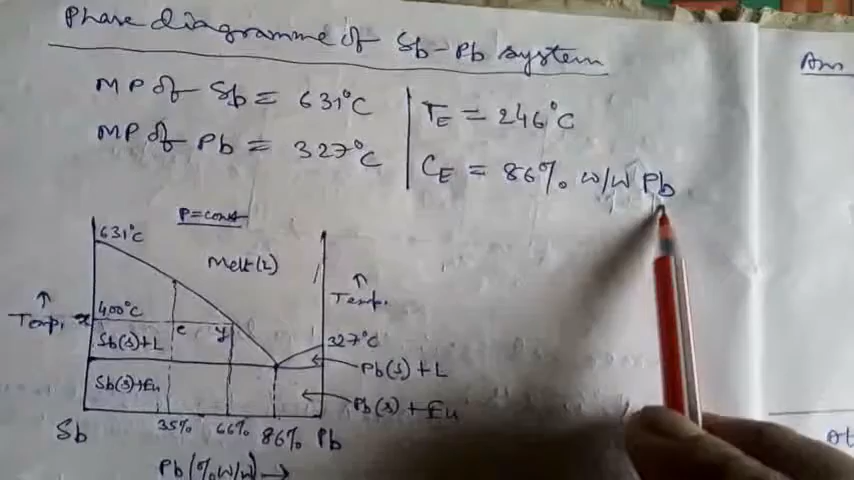 Phase diagramme of Sb-Pb system
MP of Sb = 631°C
MP of Pb = 327°C
TE = 246°C
CE = 86% w/w Pb
Am
P=const
631°C
Melt(L)
↑
Temp.
400°C
x
e
y
↑
Temp.
327°C
Sb(s)+L
Pb(s)+L
Sb(s)+Eu
Pb(s)+Eu
Sb
35%
66%
86%
Pb
Pb(%w/w)→